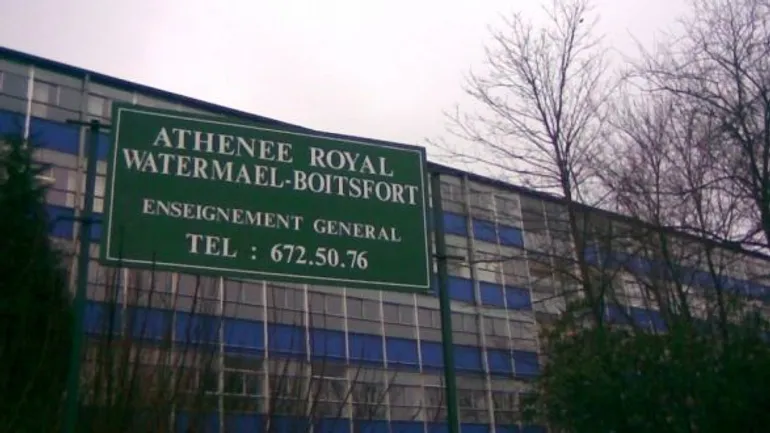 ATHENEE ROYAL
WATERMAEL-BOITSFORT
ENSEIGNEMENT GENERAL
TEL : 672.50.76